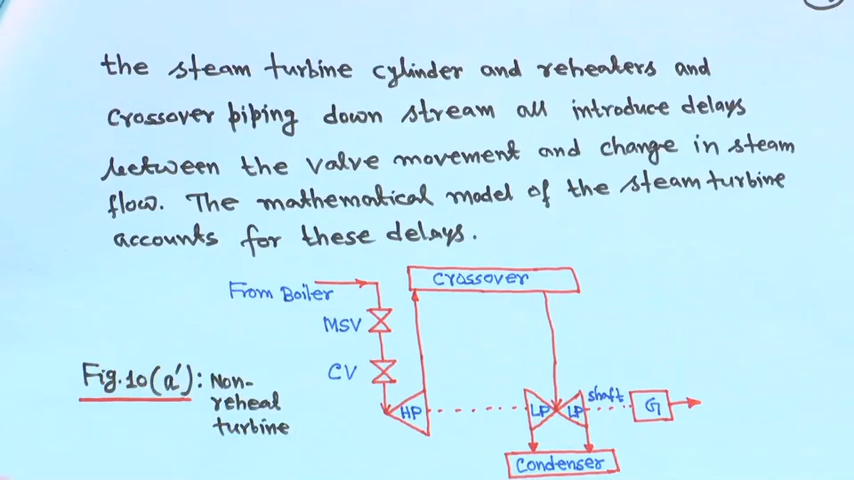 the steam turbine cylinder and reheaters and
crossover piping down stream all introduce delays
between the valve movement and change in steam
flow. The mathematical model of the steam turbine
accounts for these delays.
From Boiler
Crossover
MSV
CV
Fig.10(a'): Non-
reheal
turbine
HP
LP
LP
shaft
G
Condenser